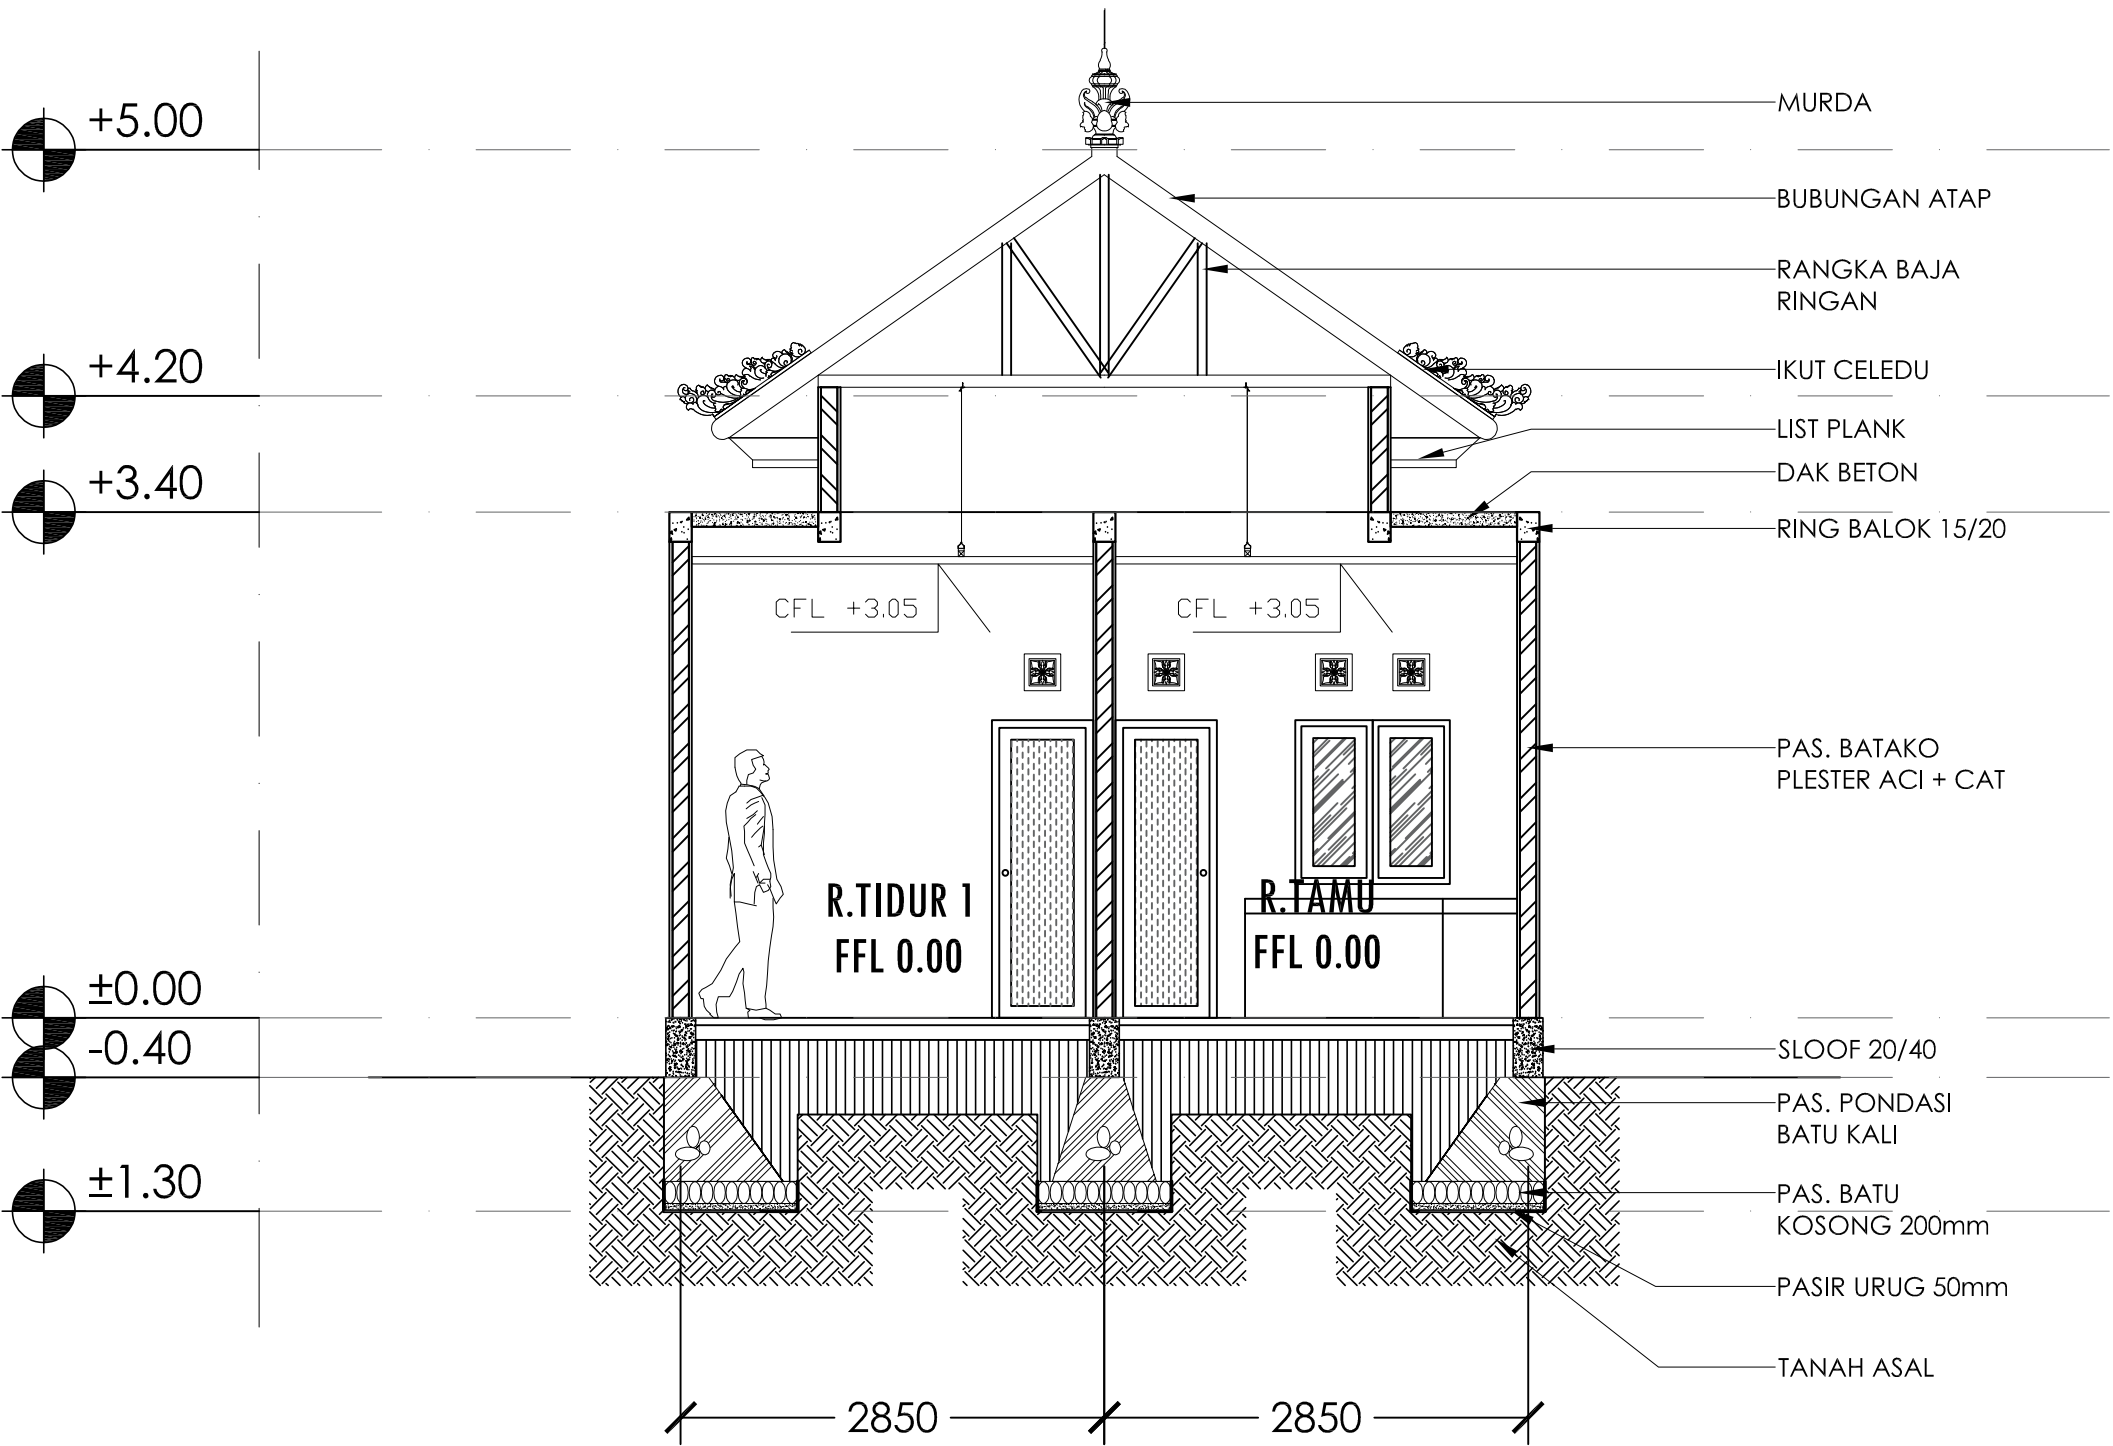 +5.00
+4.20
+3.40
±0.00
-0.40
±1.30
MURDA
BUBUNGAN ATAP
RANGKA BAJA
RINGAN
IKUT CELEDU
LIST PLANK
DAK BETON
RING BALOK 15/20
CFL +3.05
CFL +3.05
PAS. BATAKO
PLESTER ACI + CAT
R.TIDUR 1
FFL 0.00
R.TAMU
FFL 0.00
SLOOF 20/40
PAS. PONDASI
BATU KALI
PAS. BATU
KOSONG 200mm
PASIR URUG 50mm
TANAH ASAL
2850
2850